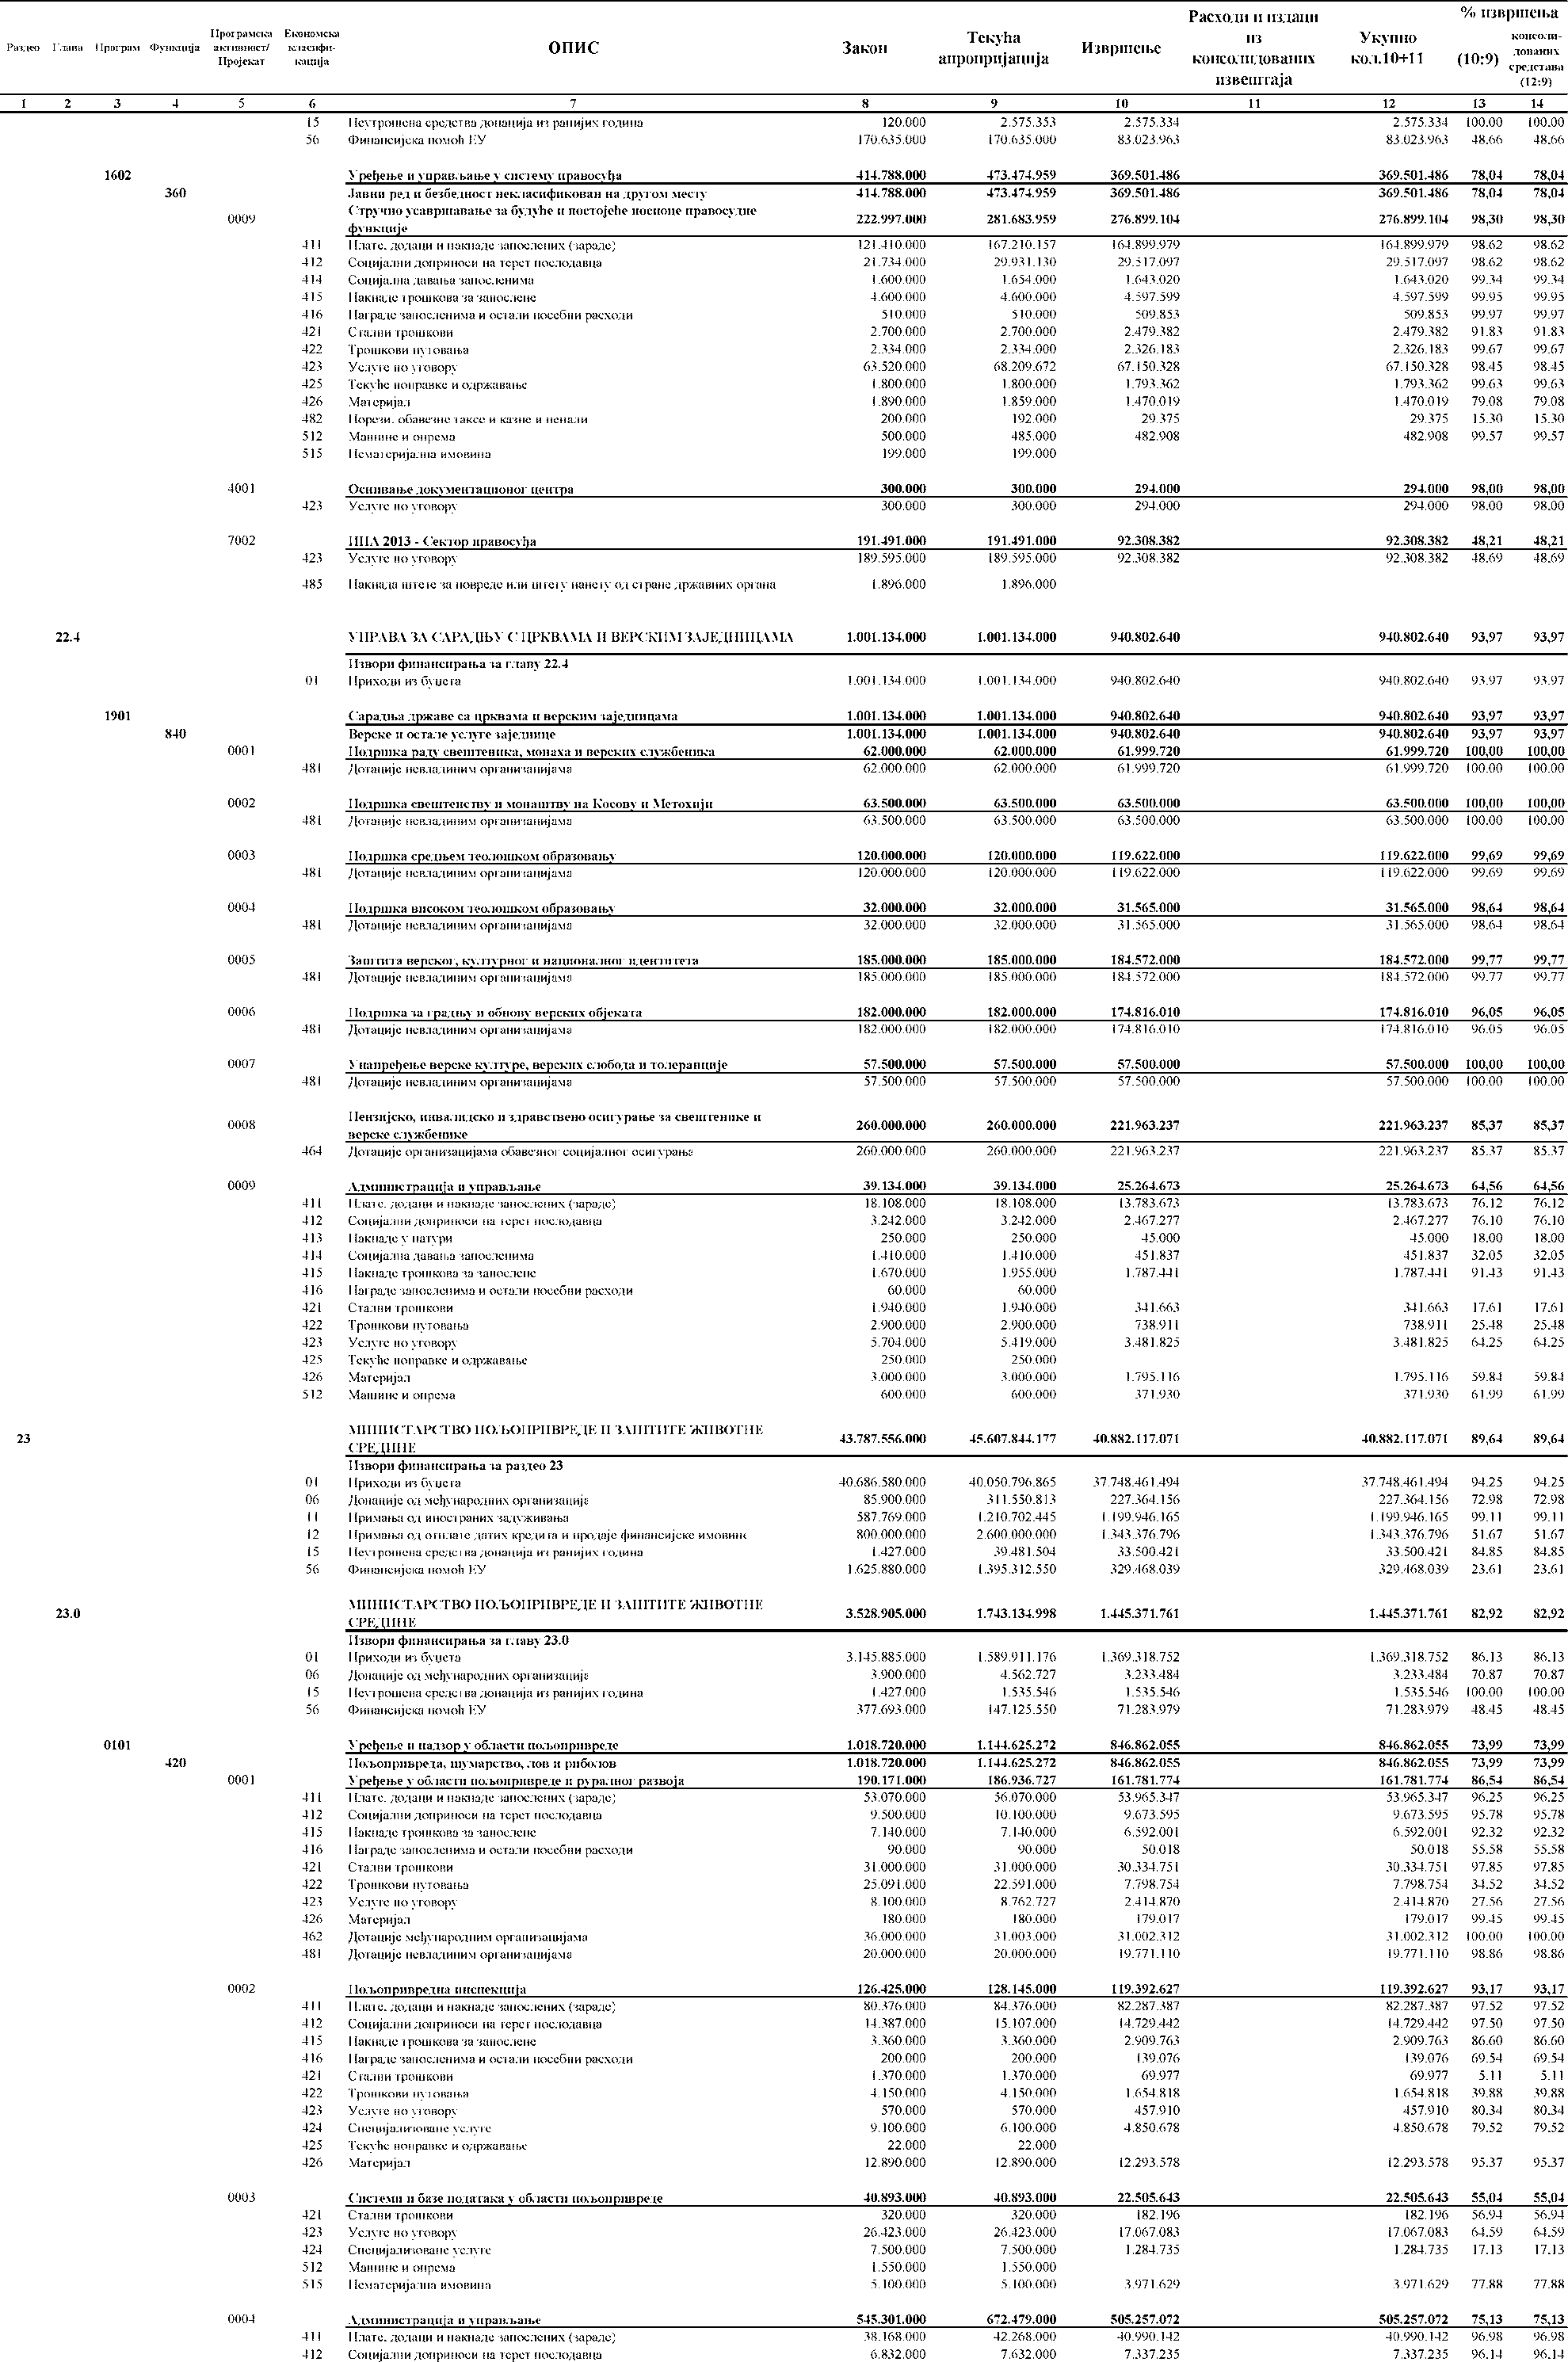 Раздео Глава Програм Функција Програмска активност/ Пројекат Економска класифи- кација ОПИС Закон Текућа апропријација Извршење Расходи и издаци из консолидованих извештаја Укупно кол.10+11 % извршења (10:9) консоли- дованих средстава (12:9)
1 2 3 4 5 6 7 8 9 10 11 12 13 14
15 Неутрошена средства донација из ранијих година 120.000 2.575.353 2.575.334 2.575.334 100.00 100.00
56 Финансијска помоћ ЕУ 170.635.000 170.635.000 83.023.963 83.023.963 48.66 48.66
1602 Уређење и управљање у систему правосуђа 414.788.000 473.474.959 369.501.486 369.501.486 78,04 78,04
360 Јавни ред и безбедност некласификован на другом месту 414.788.000 473.474.959 369.501.486 369.501.486 78,04 78,04
0009 Стручно усавршавање за будуће и постојеће носиоце правосудне функције 222.997.000 281.683.959 276.899.104 276.899.104 98,30 98,30
411 Плате, додаци и накнаде запослених (зараде) 121.410.000 167.210.157 164.899.979 164.899.979 98.62 98.62
412 Социјални доприноси на терет послодавца 21.734.000 29.931.130 29.517.097 29.517.097 98.62 98.62
414 Социјална давања запосленима 1.600.000 1.654.000 1.643.020 1.643.020 99.34 99.34
415 Накнаде трошкова за запослене 4.600.000 4.600.000 4.597.599 4.597.599 99.95 99.95
416 Награде запосленима и остали посебни расходи 510.000 510.000 509.853 509.853 99.97 99.97
421 Стални трошкови 2.700.000 2.700.000 2.479.382 2.479.382 91.83 91.83
422 Трошкови путовања 2.334.000 2.334.000 2.326.183 2.326.183 99.67 99.67
423 Услуге по уговору 63.520.000 68.209.672 67.150.328 67.150.328 98.45 98.45
425 Текуће поправке и одржавање 1.800.000 1.800.000 1.793.362 1.793.362 99.63 99.63
426 Материјал 1.890.000 1.859.000 1.470.019 1.470.019 79.08 79.08
482 Порези, обавезне таксе и казне и пенали 200.000 192.000 29.375 29.375 15.30 15.30
512 Машине и опрема 500.000 485.000 482.908 482.908 99.57 99.57
515 Нематеријална имовина 199.000 199.000
4001 Оснивање документационог центра 300.000 300.000 294.000 294.000 98,00 98,00
423 Услуге по уговору 300.000 300.000 294.000 294.000 98.00 98.00
7002 ИПА 2013 - Сектор правосуђа 191.491.000 191.491.000 92.308.382 92.308.382 48,21 48,21
423 Услуге по уговору 189.595.000 189.595.000 92.308.382 92.308.382 48.69 48.69
485 Накнада штете за повреде или штету нанету од стране државних органа 1.896.000 1.896.000
22.4 УПРАВА ЗА САРАДЊУ С ЦРКВАМА И ВЕРСКИМ ЗАЈЕДНИЦАМА 1.001.134.000 1.001.134.000 940.802.640 940.802.640 93,97 93,97
Извори финансирања за главу 22.4
01 Приходи из буџета 1.001.134.000 1.001.134.000 940.802.640 940.802.640 93.97 93.97
1901 Сарадња државе са црквама и верским заједницама 1.001.134.000 1.001.134.000 940.802.640 940.802.640 93,97 93,97
840 Верске и остале услуге заједнице 1.001.134.000 1.001.134.000 940.802.640 940.802.640 93,97 93,97
0001 Подршка раду свештеника, монаха и верских службеника 62.000.000 62.000.000 61.999.720 61.999.720 100,00 100,00
481 Дотације невладиним организацијама 62.000.000 62.000.000 61.999.720 61.999.720 100.00 100.00
0002 Подршка свештенству и монаштву на Косову и Метохији 63.500.000 63.500.000 63.500.000 63.500.000 100,00 100,00
481 Дотације невладиним организацијама 63.500.000 63.500.000 63.500.000 63.500.000 100.00 100.00
0003 Подршка средњем теолошком образовању 120.000.000 120.000.000 119.622.000 119.622.000 99,69 99,69
481 Дотације невладиним организацијама 120.000.000 120.000.000 119.622.000 119.622.000 99.69 99.69
0004 Подршка високом теолошком образовању 32.000.000 32.000.000 31.565.000 31.565.000 98,64 98,64
481 Дотације невладиним организацијама 32.000.000 32.000.000 31.565.000 31.565.000 98.64 98.64
0005 Заштита верског, културног и националног идентитета 185.000.000 185.000.000 184.572.000 184.572.000 99,77 99,77
481 Дотације невладиним организацијама 185.000.000 185.000.000 184.572.000 184.572.000 99.77 99.77
0006 Подршка за градњу и обнову верских објеката 182.000.000 182.000.000 174.816.010 174.816.010 96,05 96,05
481 Дотације невладиним организацијама 182.000.000 182.000.000 174.816.010 174.816.010 96.05 96.05
0007 Унапређење верске културе, верских слобода и толеранције 57.500.000 57.500.000 57.500.000 57.500.000 100,00 100,00
481 Дотације невладиним организацијама 57.500.000 57.500.000 57.500.000 57.500.000 100.00 100.00
0008 Пензијско, инвалидско и здравствено осигурање за свештенике и верске службенике 260.000.000 260.000.000 221.963.237 221.963.237 85,37 85,37
464 Дотације организацијама обавезног социјалног осигурања 260.000.000 260.000.000 221.963.237 221.963.237 85.37 85.37
0009 Администрација и управљање 39.134.000 39.134.000 25.264.673 25.264.673 64,56 64,56
411 Плате, додаци и накнаде запослених (зараде) 18.108.000 18.108.000 13.783.673 13.783.673 76.12 76.12
412 Социјални доприноси на терет послодавца 3.242.000 3.242.000 2.467.277 2.467.277 76.10 76.10
413 Накнаде у натури 250.000 250.000 45.000 45.000 18.00 18.00
414 Социјална давања запосленима 1.410.000 1.410.000 451.837 451.837 32.05 32.05
415 Накнаде трошкова за запослене 1.670.000 1.955.000 1.787.441 1.787.441 91.43 91.43
416 Награде запосленима и остали посебни расходи 60.000 60.000
421 Стални трошкови 1.940.000 1.940.000 341.663 341.663 17.61 17.61
422 Трошкови путовања 2.900.000 2.900.000 738.911 738.911 25.48 25.48
423 Услуге по уговору 5.704.000 5.419.000 3.481.825 3.481.825 64.25 64.25
425 Текуће поправке и одржавање 250.000 250.000
426 Материјал 3.000.000 3.000.000 1.795.116 1.795.116 59.84 59.84
512 Машине и опрема 600.000 600.000 371.930 371.930 61.99 61.99
23 МИНИСТАРСТВО ПОЉОПРИВРЕДЕ И ЗАШТИТЕ ЖИВОТНЕ СРЕДИНЕ 43.787.556.000 45.607.844.177 40.882.117.071 40.882.117.071 89,64 89,64
Извори финансирања за раздео 23
01 Приходи из буџета 40.686.580.000 40.050.796.865 37.748.461.494 37.748.461.494 94.25 94.25
06 Донације од међународних организација 85.900.000 311.550.813 227.364.156 227.364.156 72.98 72.98
11 Примања од иностраних задуживања 587.769.000 1.210.702.445 1.199.946.165 1.199.946.165 99.11 99.11
12 Примања од отплате датих кредита и продаје финансијске имовине 800.000.000 2.600.000.000 1.343.376.796 1.343.376.796 51.67 51.67
15 Неутрошена средства донација из ранијих година 1.427.000 39.481.504 33.500.421 33.500.421 84.85 84.85
56 Финансијска помоћ ЕУ 1.625.880.000 1.395.312.550 329.468.039 329.468.039 23.61 23.61
23.0 МИНИСТАРСТВО ПОЉОПРИВРЕДЕ И ЗАШТИТЕ ЖИВОТНЕ СРЕДИНЕ 3.528.905.000 1.743.134.998 1.445.371.761 1.445.371.761 82,92 82,92
Извори финансирања за главу 23.0
01 Приходи из буџета 3.145.885.000 1.589.911.176 1.369.318.752 1.369.318.752 86.13 86.13
06 Донације од међународних организација 3.900.000 4.562.727 3.233.484 3.233.484 70.87 70.87
15 Неутрошена средства донација из ранијих година 1.427.000 1.535.546 1.535.546 1.535.546 100.00 100.00
56 Финансијска помоћ ЕУ 377.693.000 147.125.550 71.283.979 71.283.979 48.45 48.45
0101 Уређење и надзор у области пољопривреде 1.018.720.000 1.144.625.272 846.862.055 846.862.055 73,99 73,99
420 Пољопривреда, шумарство, лов и риболов 1.018.720.000 1.144.625.272 846.862.055 846.862.055 73,99 73,99
0001 Уређење у области пољопривреде и руралног развоја 190.171.000 186.936.727 161.781.774 161.781.774 86,54 86,54
411 Плате, додаци и накнаде запослених (зараде) 53.070.000 56.070.000 53.965.347 53.965.347 96.25 96.25
412 Социјални доприноси на терет послодавца 9.500.000 10.100.000 9.673.595 9.673.595 95.78 95.78
415 Накнаде трошкова за запослене 7.140.000 7.140.000 6.592.001 6.592.001 92.32 92.32
416 Награде запосленима и остали посебни расходи 90.000 90.000 50.018 50.018 55.58 55.58
421 Стални трошкови 31.000.000 31.000.000 30.334.751 30.334.751 97.85 97.85
422 Трошкови путовања 25.091.000 22.591.000 7.798.754 7.798.754 34.52 34.52
423 Услуге по уговору 8.100.000 8.762.727 2.414.870 2.414.870 27.56 27.56
426 Материјал 180.000 180.000 179.017 179.017 99.45 99.45
462 Дотације међународним организацијама 36.000.000 31.003.000 31.002.312 31.002.312 100.00 100.00
481 Дотације невладиним организацијама 20.000.000 20.000.000 19.771.110 19.771.110 98.86 98.86
0002 Пољопривредна инспекција 126.425.000 128.145.000 119.392.627 119.392.627 93,17 93,17
411 Плате, додаци и накнаде запослених (зараде) 80.376.000 84.376.000 82.287.387 82.287.387 97.52 97.52
412 Социјални доприноси на терет послодавца 14.387.000 15.107.000 14.729.442 14.729.442 97.50 97.50
415 Накнаде трошкова за запослене 3.360.000 3.360.000 2.909.763 2.909.763 86.60 86.60
416 Награде запосленима и остали посебни расходи 200.000 200.000 139.076 139.076 69.54 69.54
421 Стални трошкови 1.370.000 1.370.000 69.977 69.977 5.11 5.11
422 Трошкови путовања 4.150.000 4.150.000 1.654.818 1.654.818 39.88 39.88
423 Услуге по уговору 570.000 570.000 457.910 457.910 80.34 80.34
424 Специјализоване услуге 9.100.000 6.100.000 4.850.678 4.850.678 79.52 79.52
425 Текуће поправке и одржавање 22.000 22.000
426 Материјал 12.890.000 12.890.000 12.293.578 12.293.578 95.37 95.37
0003 Системи и базе података у области пољопривреде 40.893.000 40.893.000 22.505.643 22.505.643 55,04 55,04
421 Стални трошкови 320.000 320.000 182.196 182.196 56.94 56.94
423 Услуге по уговору 26.423.000 26.423.000 17.067.083 17.067.083 64.59 64.59
424 Специјализоване услуге 7.500.000 7.500.000 1.284.735 1.284.735 17.13 17.13
512 Машине и опрема 1.550.000 1.550.000
515 Нематеријална имовина 5.100.000 5.100.000 3.971.629 3.971.629 77.88 77.88
0004 Администрација и управљање 545.301.000 672.479.000 505.257.072 505.257.072 75,13 75,13
411 Плате, додаци и накнаде запослених (зараде) 38.168.000 42.268.000 40.990.142 40.990.142 96.98 96.98
412 Социјални доприноси на терет послодавца 6.832.000 7.632.000 7.337.235 7.337.235 96.14 96.14